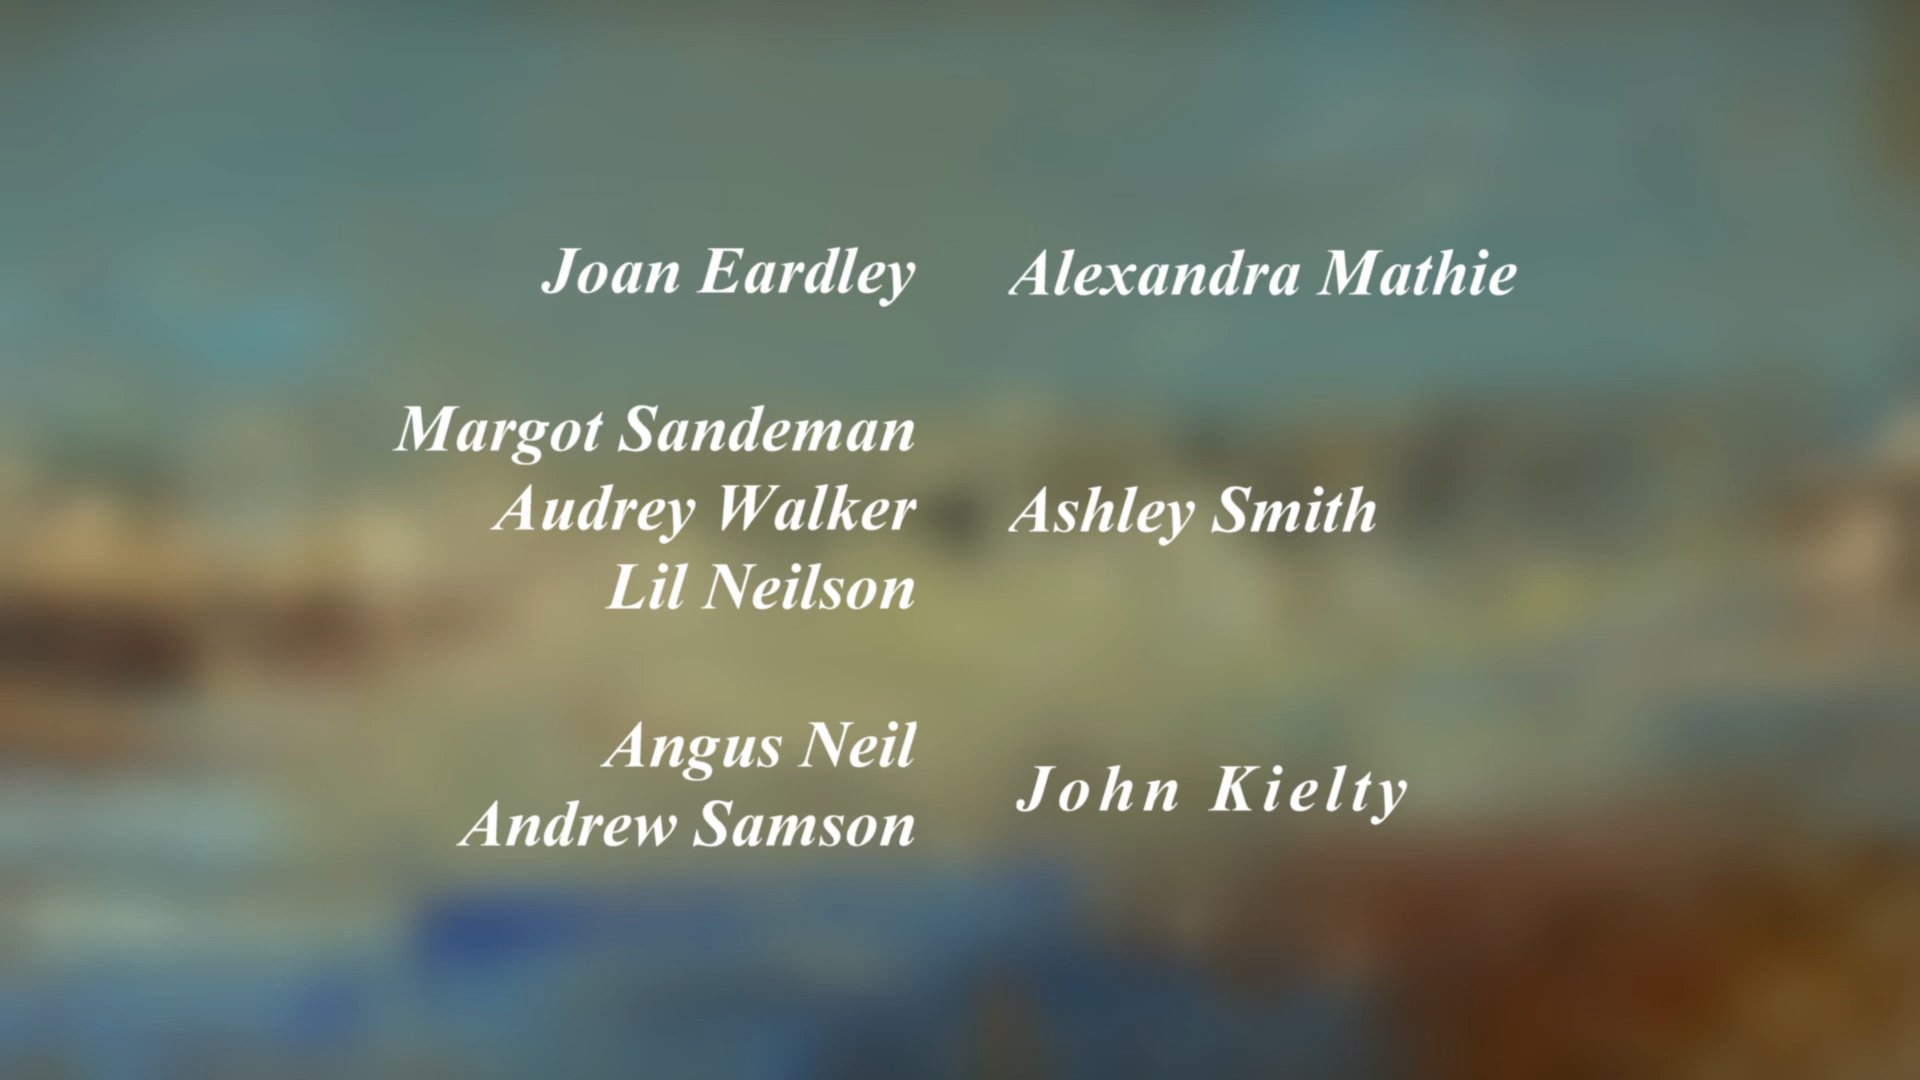 Joan Eardley Alexandra Mathie
Margot Sandeman
Audrey Walker Ashley Smith
Lil Neilson
Angus Neil
John Kielty
Andrew Samson